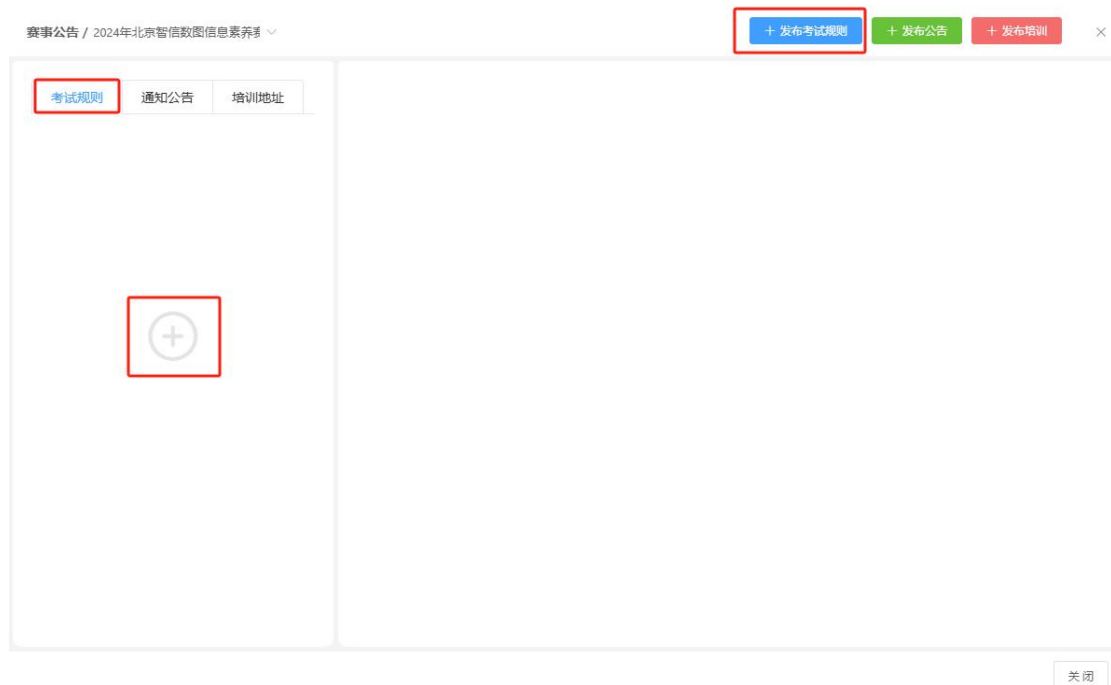 赛事公告 / 2024年北京智信数图信息素养
+ 发布考试规则
+ 发布公告
+ 发布培训
考试规则
通知公告
培训地址
关闭